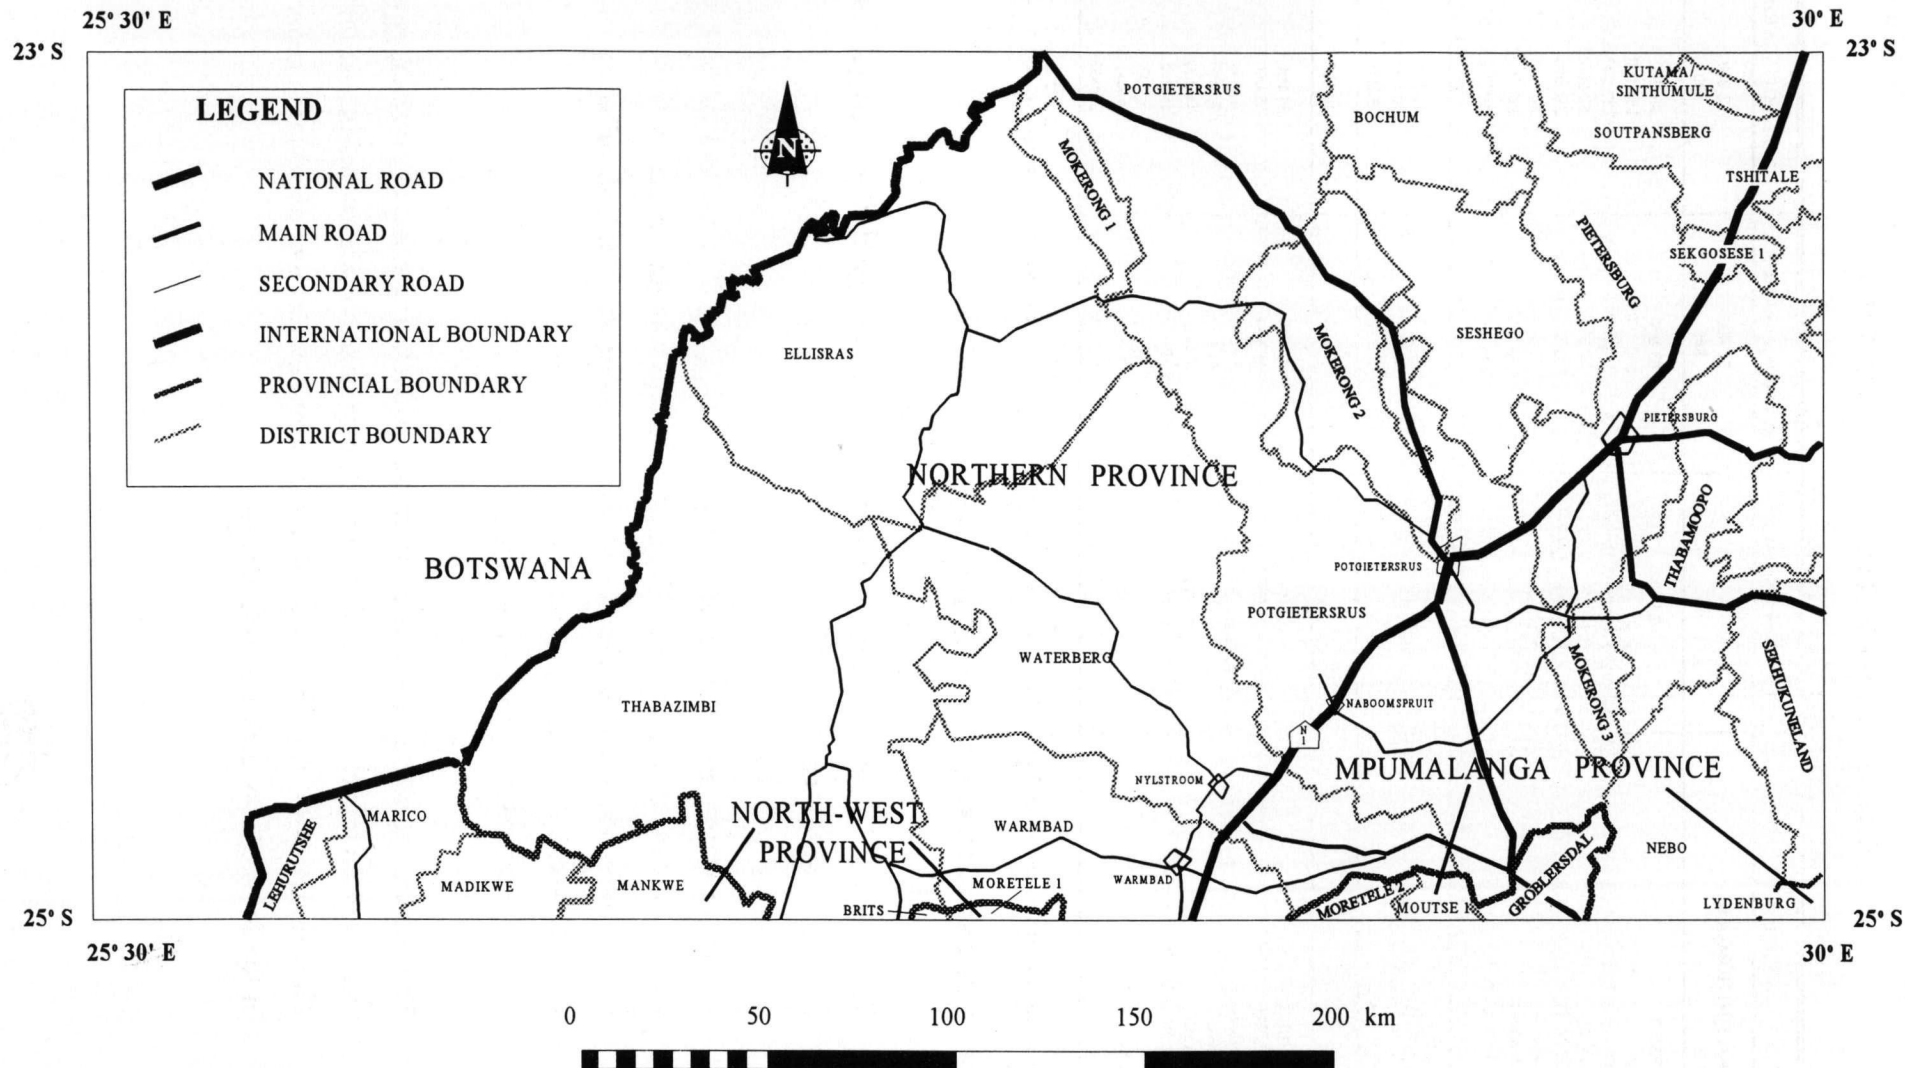 25° 30' E
30° E
23° S
23° S
LEGEND
NATIONAL ROAD
MAIN ROAD
SECONDARY ROAD
INTERNATIONAL BOUNDARY
PROVINCIAL BOUNDARY
DISTRICT BOUNDARY
N
POTGIETERSRUS
BOCHUM
KUTAMA/
SINTHUMULE
SOUTPANSBERG
TSHITALE
MOKERONG 1
PIETERSBURG
SEKGOSESE 1
ELLISRAS
MOKERONG 2
SESHEGO
PIETERSBURG
NORTHERN PROVINCE
THABAMOOPO
BOTSWANA
POTGIETERSRUS
POTGIETERSRUS
WATERBERG
THABAZIMBI
NABOOMSPRUIT
MOKERONG 3
SEKHUKUNELAND
N
1
MPUMALANGA PROVINCE
NYLSTROOM
MARICO
NORTH-WEST
PROVINCE
WARMBAD
LEHURUTSHE
MADIKWE
MANKWE
MORETELE 1
WARMBAD
BRITS
MORETELE 2
MOUTSE 1
GROBLERSDAL
NEBO
LYDENBURG
25° S
25° S
25° 30' E
30° E
0 50 100 150 200 km